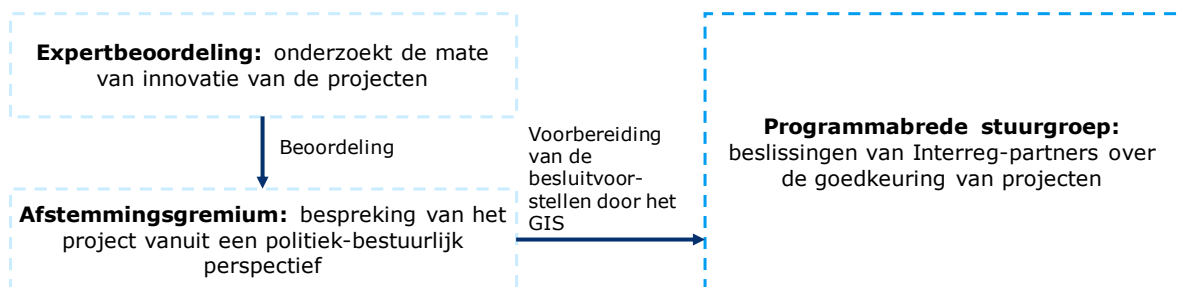 Expertbeoordeling: onderzoekt de mate
van innovatie van de projecten
Beoordeling
Afstemmingsgremium: bespreking van het
project vanuit een politiek-bestuurlijk
perspectief
Voorbereiding
van de
besluitvoor-
stellen door het
GIS
Programmabrede stuurgroep:
beslissingen van Interreg-partners over
de goedkeuring van projecten